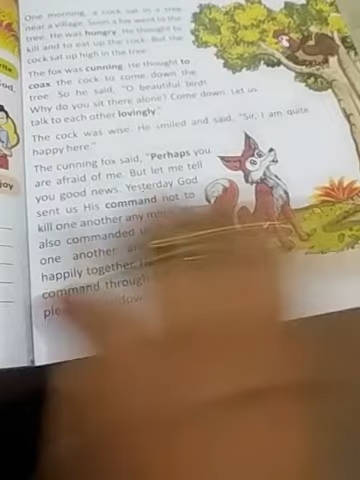 One morning, a cock sat in a tree
near a village. Soon a fox went to the
tree. He was hungry. He thought to
kill and to eat up the cock. But the
cock sat up high in the tree.
The fox was cunning. He thought to
coax the cock to come down the
tree. So he said, "O beautiful bird!
Why do you sit there alone? Come down. Let us
talk to each other lovingly."
The cock was wise. He smiled and said, "Sir, I am quite
happy here."
The cunning fox said, "Perhaps you
are afraid of me. But let me tell
you good news. Yesterday God
sent us His command not to
kill one another any
also commanded
one another
happily together.
command through
joy